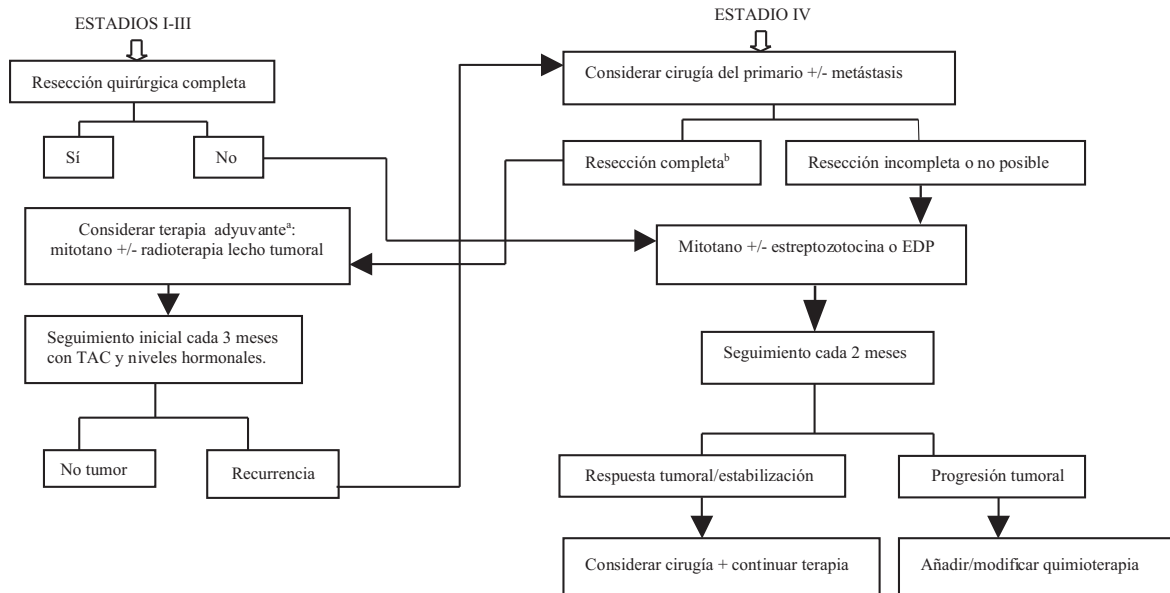 ESTADIOS I-III
Resección quirúrgica completa
Sí
No
Considerar terapia adyuvanteᵃ:
mitotano +/- radioterapia lecho tumoral
Seguimiento inicial cada 3 meses
con TAC y niveles hormonales.
No tumor
Recurrencia
ESTADIO IV
Considerar cirugía del primario +/- metástasis
Resección completaᵇ
Resección incompleta o no posible
Mitotano +/- estreptozotocina o EDP
Seguimiento cada 2 meses
Respuesta tumoral/estabilización
Progresión tumoral
Considerar cirugía + continuar terapia
Añadir/modificar quimioterapia